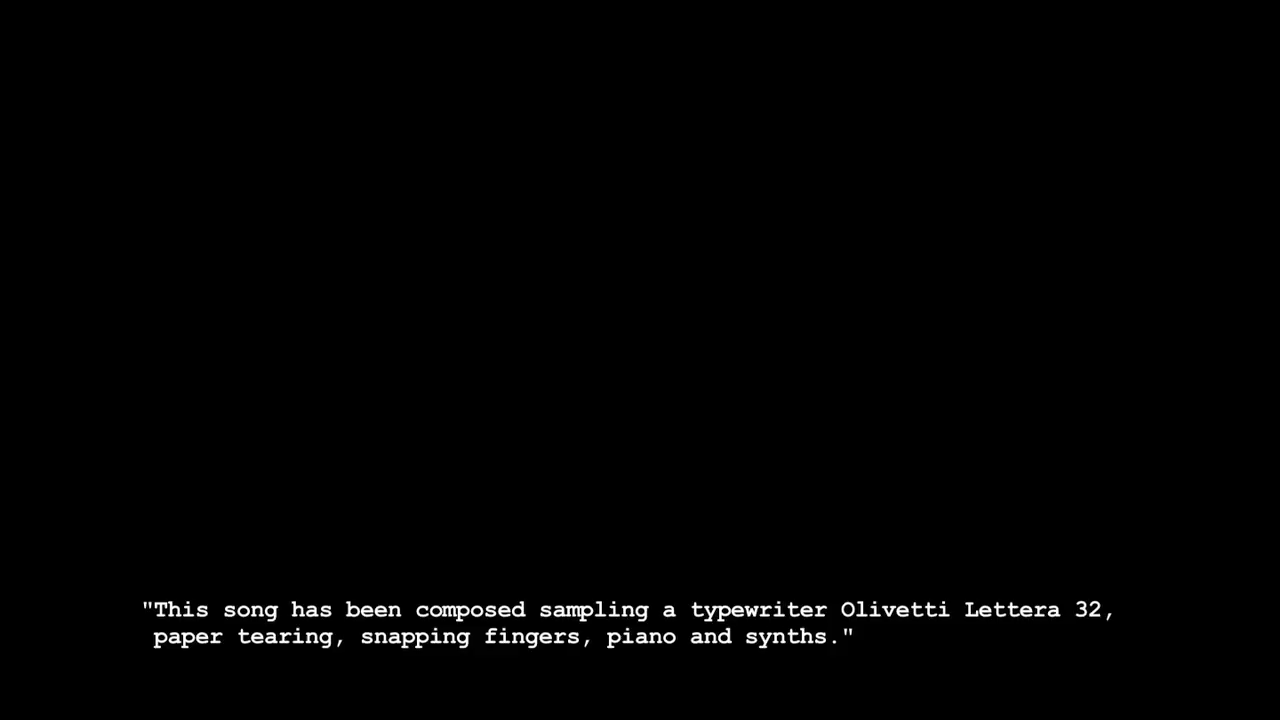 "This song has been composed sampling a typewriter Olivetti Lettera 32,
paper tearing, snapping fingers, piano and synths."